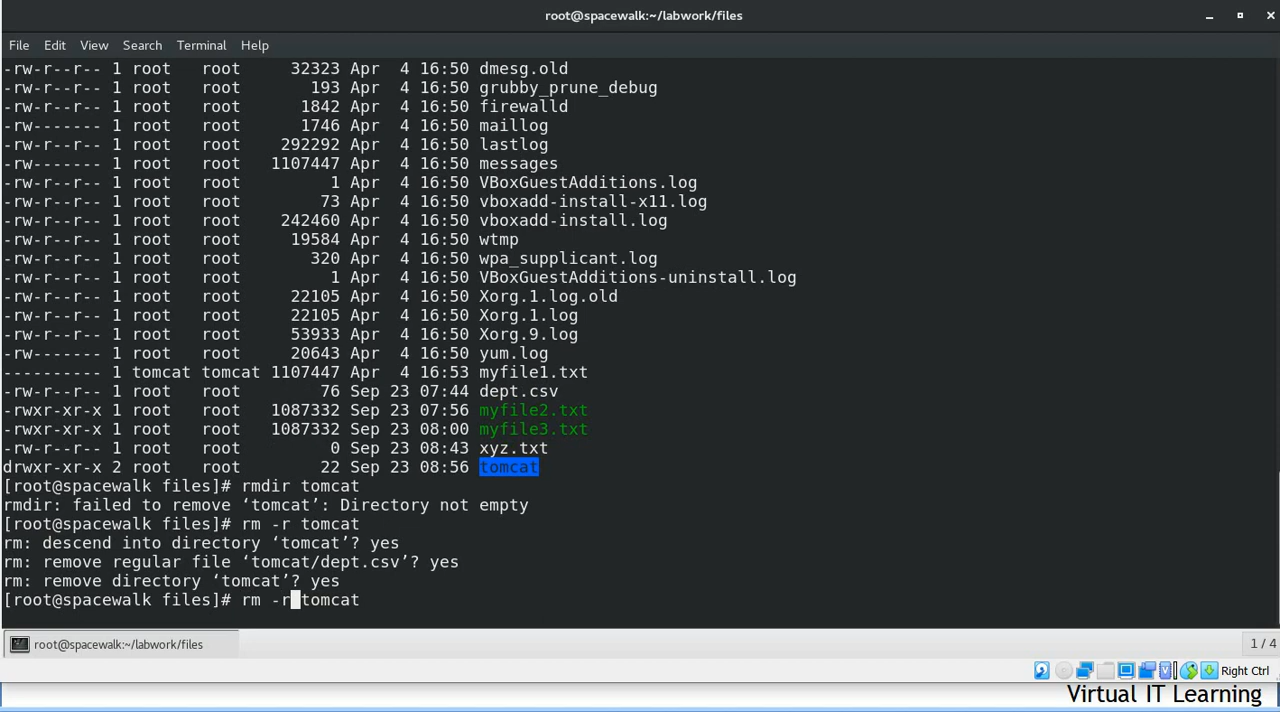 root@spacewalk:~/labwork/files
File Edit View Search Terminal Help
-rw-r--r-- 1 root   root     32323 Apr  4 16:50 dmesg.old
-rw-r--r-- 1 root   root       193 Apr  4 16:50 grubby_prune_debug
-rw-r--r-- 1 root   root      1842 Apr  4 16:50 firewalld
-rw------- 1 root   root      1746 Apr  4 16:50 maillog
-rw-r--r-- 1 root   root    292292 Apr  4 16:50 lastlog
-rw------- 1 root   root   1107447 Apr  4 16:50 messages
-rw-r--r-- 1 root   root         1 Apr  4 16:50 VBoxGuestAdditions.log
-rw-r--r-- 1 root   root        73 Apr  4 16:50 vboxadd-install-x11.log
-rw-r--r-- 1 root   root    242460 Apr  4 16:50 vboxadd-install.log
-rw-r--r-- 1 root   root     19584 Apr  4 16:50 wtmp
-rw-r--r-- 1 root   root       320 Apr  4 16:50 wpa_supplicant.log
-rw-r--r-- 1 root   root         1 Apr  4 16:50 VBoxGuestAdditions-uninstall.log
-rw-r--r-- 1 root   root     22105 Apr  4 16:50 Xorg.1.log.old
-rw-r--r-- 1 root   root     22105 Apr  4 16:50 Xorg.1.log
-rw-r--r-- 1 root   root     53933 Apr  4 16:50 Xorg.9.log
-rw------- 1 root   root     20643 Apr  4 16:50 yum.log
---------- 1 tomcat tomcat 1107447 Apr  4 16:53 myfile1.txt
-rw-r--r-- 1 root   root        76 Sep 23 07:44 dept.csv
-rwxr-xr-x 1 root   root   1087332 Sep 23 07:56 myfile2.txt
-rwxr-xr-x 1 root   root   1087332 Sep 23 08:00 myfile3.txt
-rw-r--r-- 1 root   root         0 Sep 23 08:43 xyz.txt
drwxr-xr-x 2 root   root        22 Sep 23 08:56 tomcat
[root@spacewalk files]# rmdir tomcat
rmdir: failed to remove ‘tomcat’: Directory not empty
[root@spacewalk files]# rm -r tomcat
rm: descend into directory ‘tomcat’? yes
rm: remove regular file ‘tomcat/dept.csv’? yes
rm: remove directory ‘tomcat’? yes
[root@spacewalk files]# rm -r tomcat
root@spacewalk:~/labwork/files
1 / 4
Right Ctrl
Virtual IT Learning